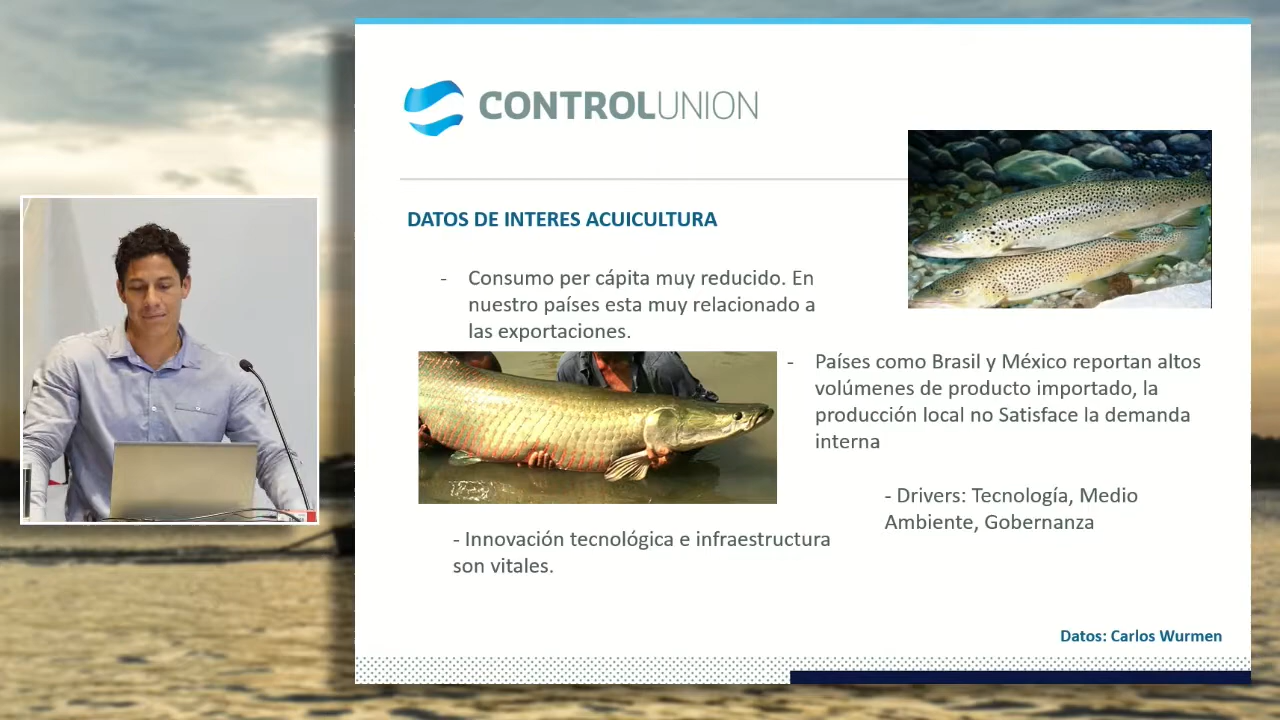 CONTROLUNION
DATOS DE INTERES ACUICULTURA
- Consumo per cápita muy reducido. En
nuestro países esta muy relacionado a
las exportaciones.
- Países como Brasil y México reportan altos
volúmenes de producto importado, la
producción local no Satisface la demanda
interna
- Drivers: Tecnología, Medio
Ambiente, Gobernanza
- Innovación tecnológica e infraestructura
son vitales.
Datos: Carlos Wurmen